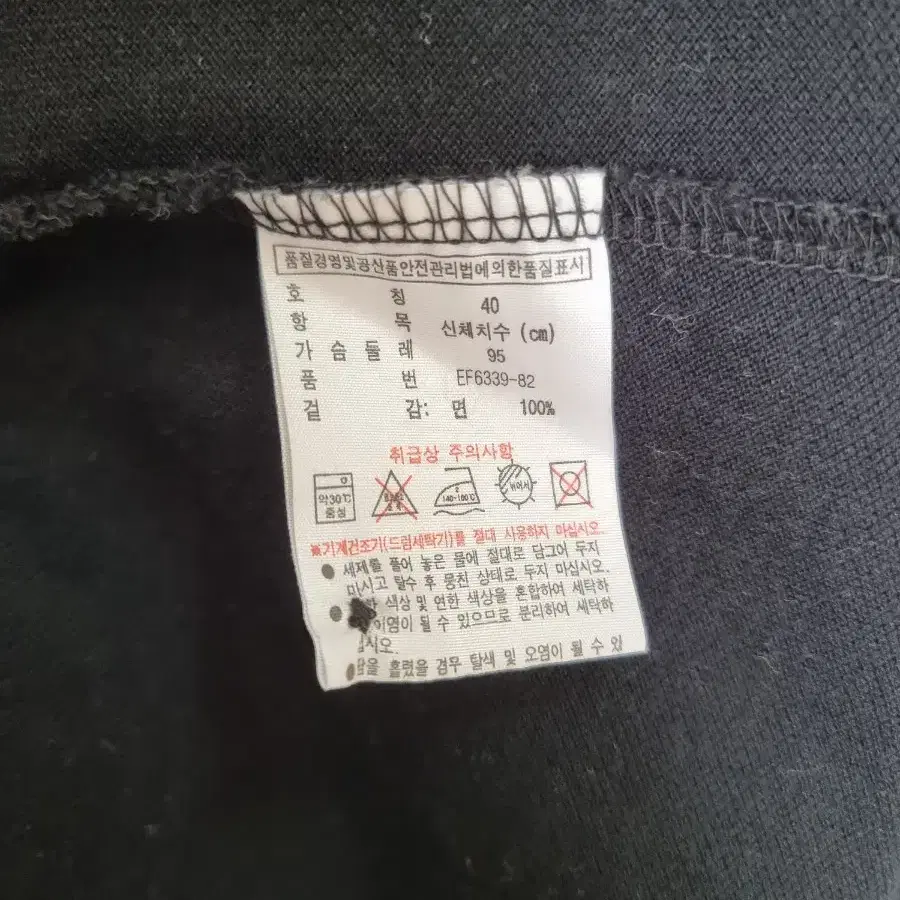 품질경영및공산품안전관리법에의한품질표시
호 칭 40
항 목 신체치수 (㎝)
가 슴 둘 레 95
품 번 EF6339-82
겉 감: 면 100%
취급상 주의사항
약30℃ 중성
2 140-160℃
뉘어서
※기계건조기(드럼세탁기)를 절대 사용하지 마십시오.
● 세제를 풀어 놓은 물에 절대로 담그어 두지
마시고 탈수 후 뭉친 상태로 두지 마십시오.
● 색상 및 연한 색상을 혼합하여 세탁하
이염이 될 수 있으므로 분리하여 세탁하
십시오.
● 땀을 흘렸을 경우 탈색 및 오염이 될 수 있